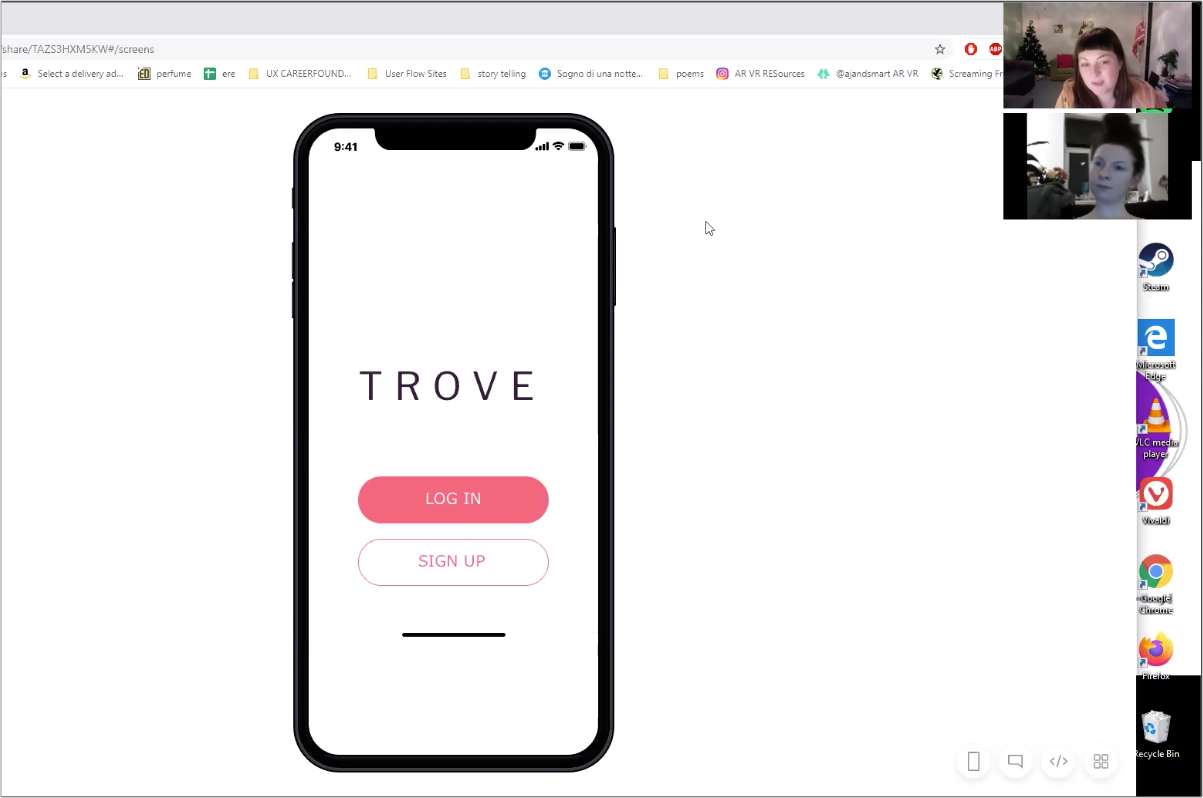 share/TAZS3HXM5KW#/screens
Select a delivery ad... perfume ere UX CAREERFOUND... User Flow Sites story telling Sogno di una notte... poems AR VR RESources @ajandsmart AR VR Screaming Fr
ABP
9:41
TROVE
LOG IN
SIGN UP
Steam
Microsoft
Edge
VLC media
player
Vivaldi
Google
Chrome
Firefox
Recycle Bin